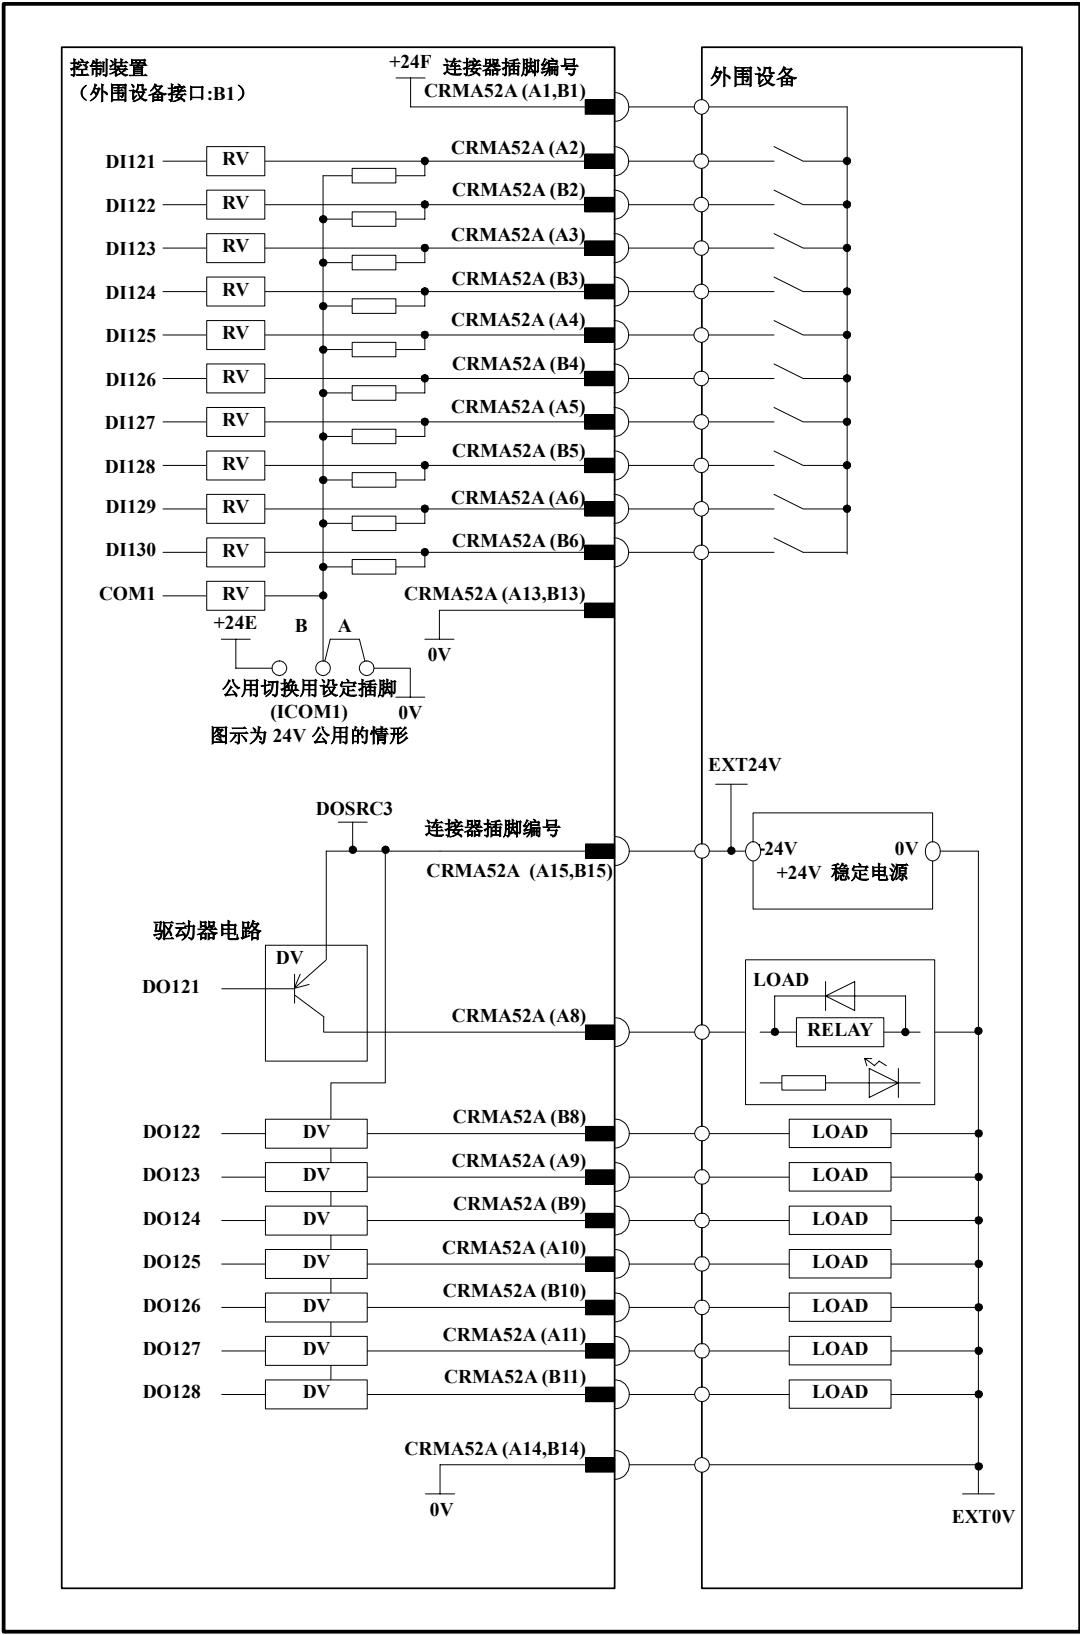 控制装置
（外围设备接口:B1）
+24F 连接器插脚编号
CRMA52A (A1,B1)
外围设备
DI121 RV CRMA52A (A2)
DI122 RV CRMA52A (B2)
DI123 RV CRMA52A (A3)
DI124 RV CRMA52A (B3)
DI125 RV CRMA52A (A4)
DI126 RV CRMA52A (B4)
DI127 RV CRMA52A (A5)
DI128 RV CRMA52A (B5)
DI129 RV CRMA52A (A6)
DI130 RV CRMA52A (B6)
COM1 RV CRMA52A (A13,B13)
+24E B A
0V
公用切换用设定插脚
(ICOM1) 0V
图示为 24V 公用的情形
EXT24V
DOSRC3
连接器插脚编号
CRMA52A (A15,B15)
+24V 0V
+24V 稳定电源
驱动器电路
DV
DO121
CRMA52A (A8)
LOAD
RELAY
DO122 DV CRMA52A (B8) LOAD
DO123 DV CRMA52A (A9) LOAD
DO124 DV CRMA52A (B9) LOAD
DO125 DV CRMA52A (A10) LOAD
DO126 DV CRMA52A (B10) LOAD
DO127 DV CRMA52A (A11) LOAD
DO128 DV CRMA52A (B11) LOAD
CRMA52A (A14,B14)
0V
EXT0V